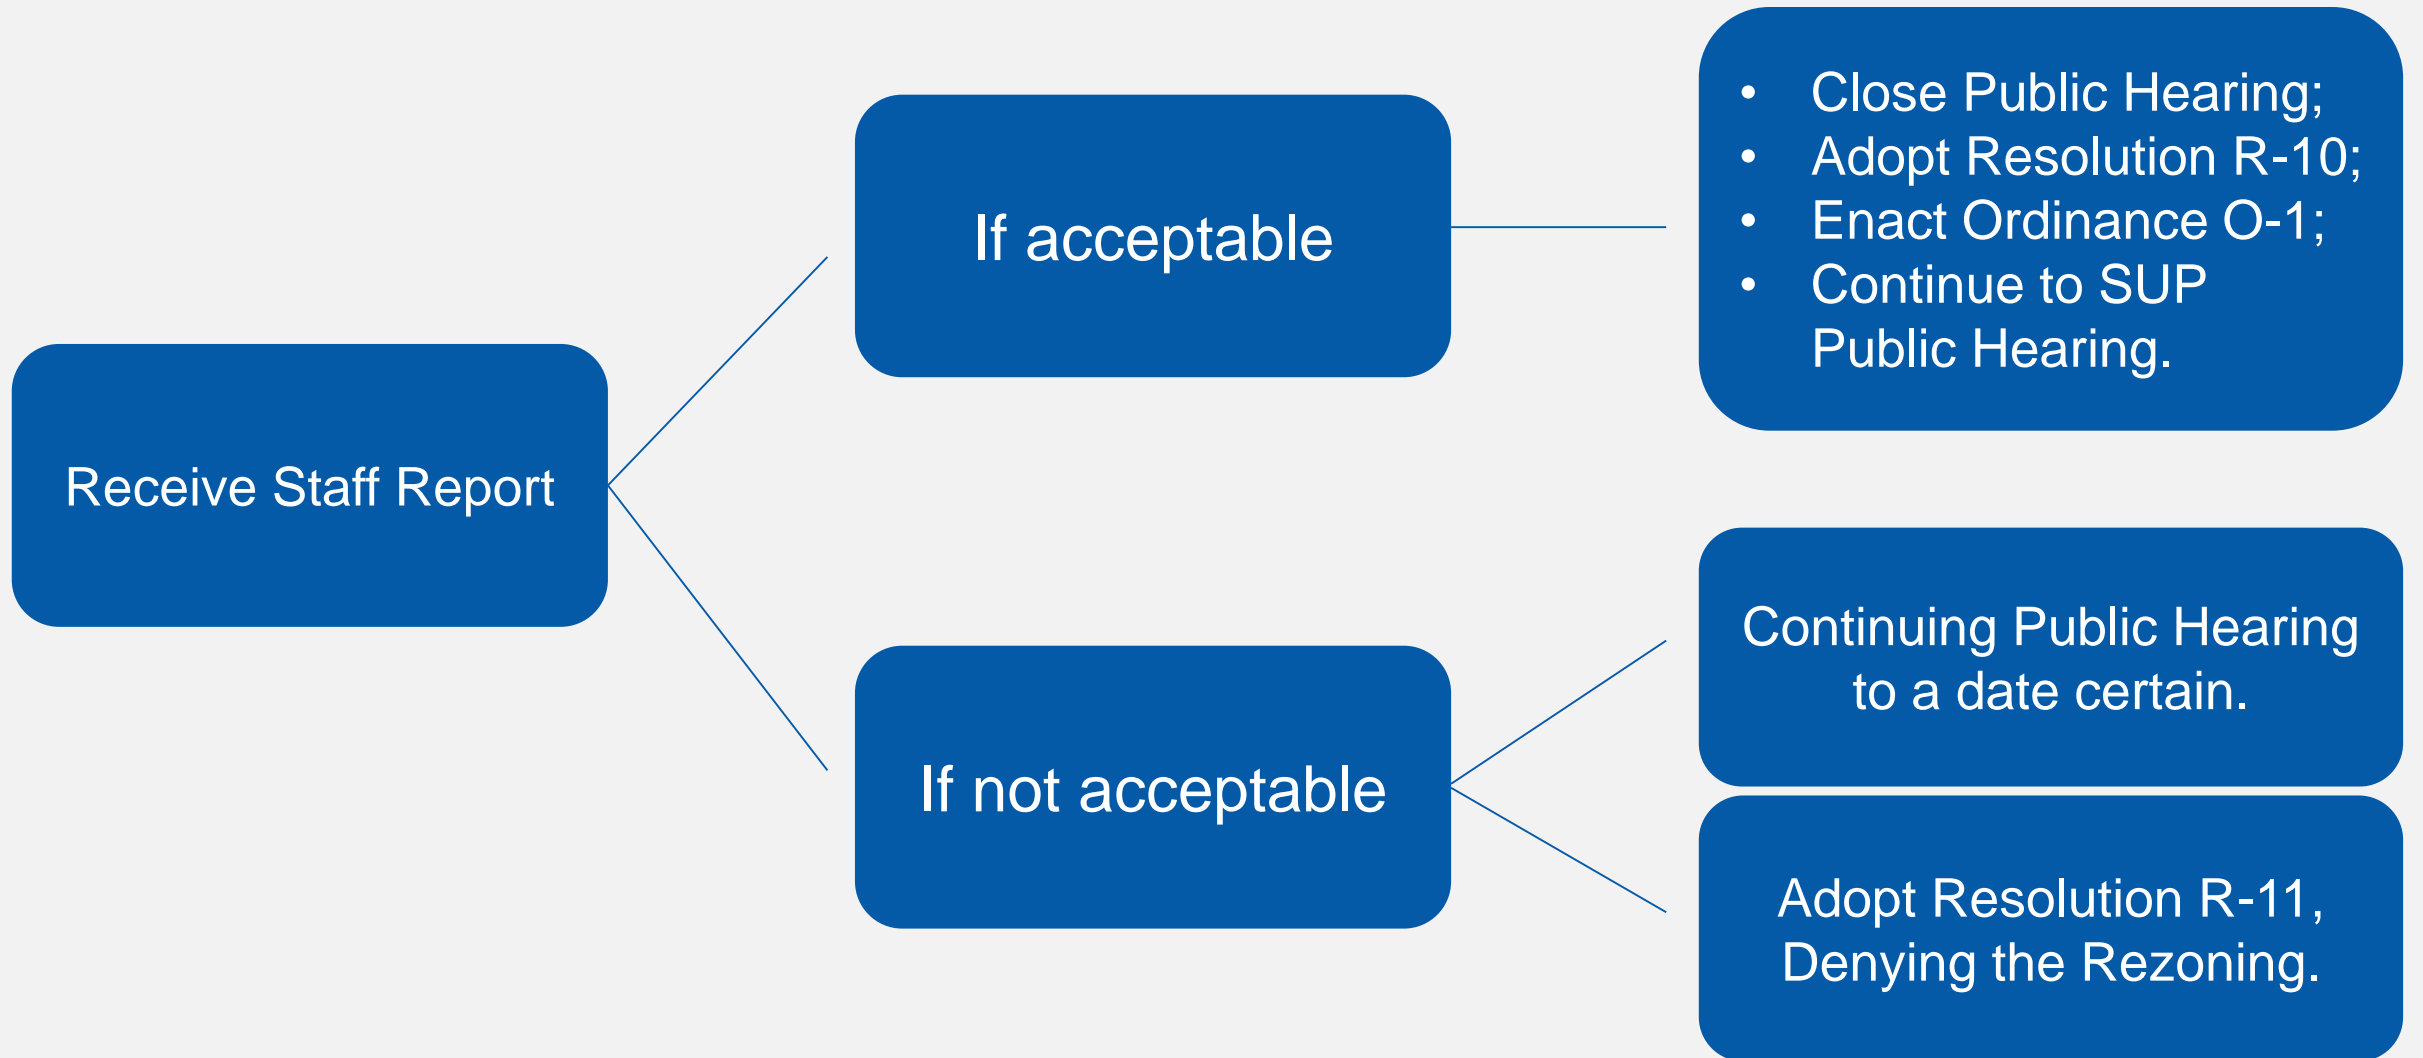 Receive Staff Report
If acceptable
• Close Public Hearing;
• Adopt Resolution R-10;
• Enact Ordinance O-1;
• Continue to SUP
Public Hearing.
If not acceptable
Continuing Public Hearing
to a date certain.
Adopt Resolution R-11,
Denying the Rezoning.